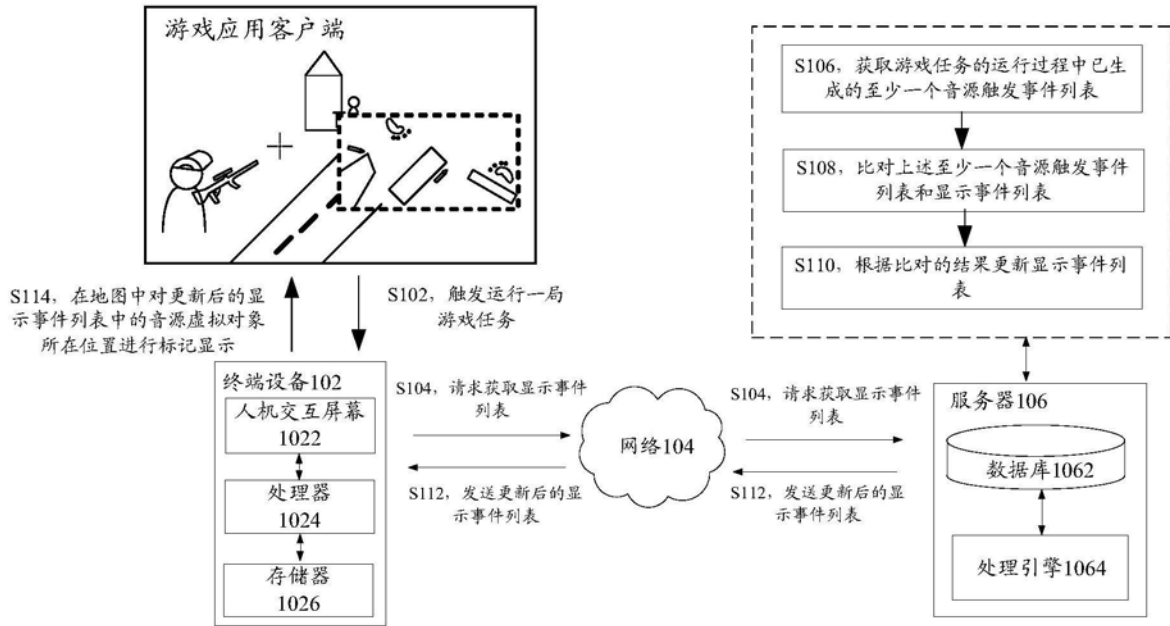 游戏应用客户端
S106，获取游戏任务的运行过程中已生
成的至少一个音源触发事件列表
S108，比对上述至少一个音源触发事件
列表和显示事件列表
S110，根据比对的结果更新显示事件列
表
S114，在地图中对更新后的显
示事件列表中的音源虚拟对象
所在位置进行标记显示
S102，触发运行一局
游戏任务
终端设备102
人机交互屏幕
1022
处理器
1024
存储器
1026
S104，请求获取显示事件
列表
S112，发送更新后的显
示事件列表
网络104
S104，请求获取显示事件
列表
S112，发送更新后的显
示事件列表
服务器106
数据库1062
处理引擎1064